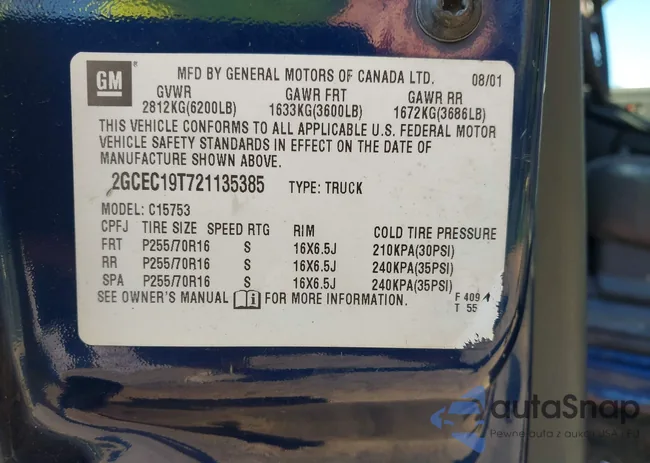 GM
MFD BY GENERAL MOTORS OF CANADA LTD. 08/01
GVWR GAWR FRT GAWR RR
2812KG(6200LB) 1633KG(3600LB) 1672KG(3686LB)
THIS VEHICLE CONFORMS TO ALL APPLICABLE U.S. FEDERAL MOTOR
VEHICLE SAFETY STANDARDS IN EFFECT ON THE DATE OF
MANUFACTURE SHOWN ABOVE.
2GCEC19T721135385 TYPE: TRUCK
MODEL: C15753
CPFJ TIRE SIZE SPEED RTG RIM COLD TIRE PRESSURE
FRT P255/70R16 S 16X6.5J 210KPA(30PSI)
RR P255/70R16 S 16X6.5J 240KPA(35PSI)
SPA P255/70R16 S 16X6.5J 240KPA(35PSI)
SEE OWNER'S MANUAL FOR MORE INFORMATION.
F 409
T 55
autaSnap
Pewne auta z aukcji